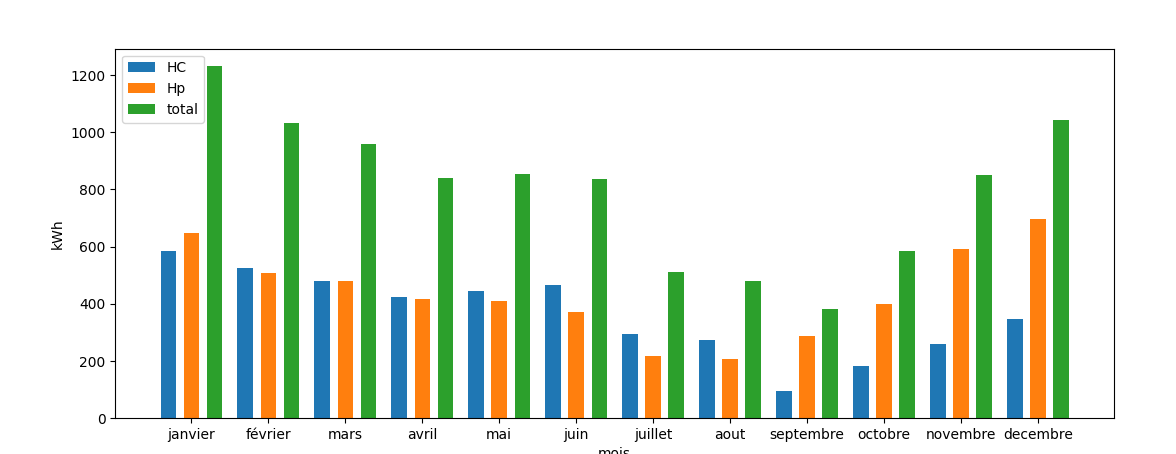 HC
Hp
total
1200
1000
800
600
400
200
0
kWh
janvier février mars avril mai juin juillet aout septembre octobre novembre decembre
mois